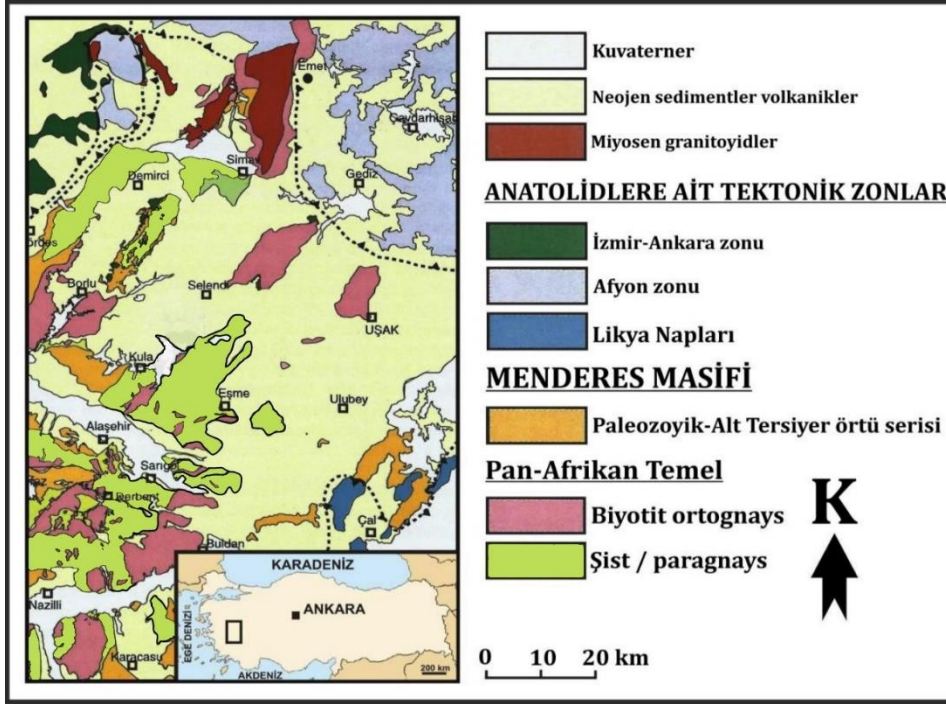 Emet
Çavdarhisar
Simav
Demirci
Gediz
ördes
Borlu
Selendi
UŞAK
Kula
Eşme
Ulubey
Alaşehir
Sarıgöl
Derbent
Çal
Buldan
Nazilli
Karacasu
KARADENİZ
ANKARA
EGE DENİZİ
AKDENİZ
200 km
Kuvaterner
Neojen sedimentler volkanikler
Miyosen granitoyidler
ANATOLİDLERE AİT TEKTONİK ZONLAR
İzmir-Ankara zonu
Afyon zonu
Likya Napları
MENDERES MASİFİ
Paleozoyik-Alt Tersiyer örtü serisi
Pan-Afrikan Temel
Biyotit ortognays
Şist / paragnays
K
0 10 20 km